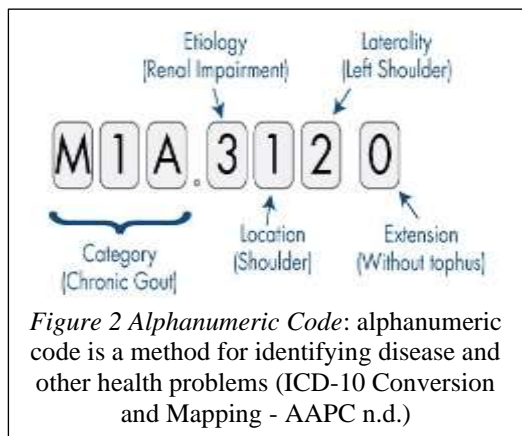 Etiology
(Renal Impairment)
Laterality
(Left Shoulder)
M1A.3120
Category
(Chronic Gout)
Location
(Shoulder)
Extension
(Without tophus)
Figure 2 Alphanumeric Code: alphanumeric
code is a method for identifying disease and
other health problems (ICD-10 Conversion
and Mapping - AAPC n.d.)